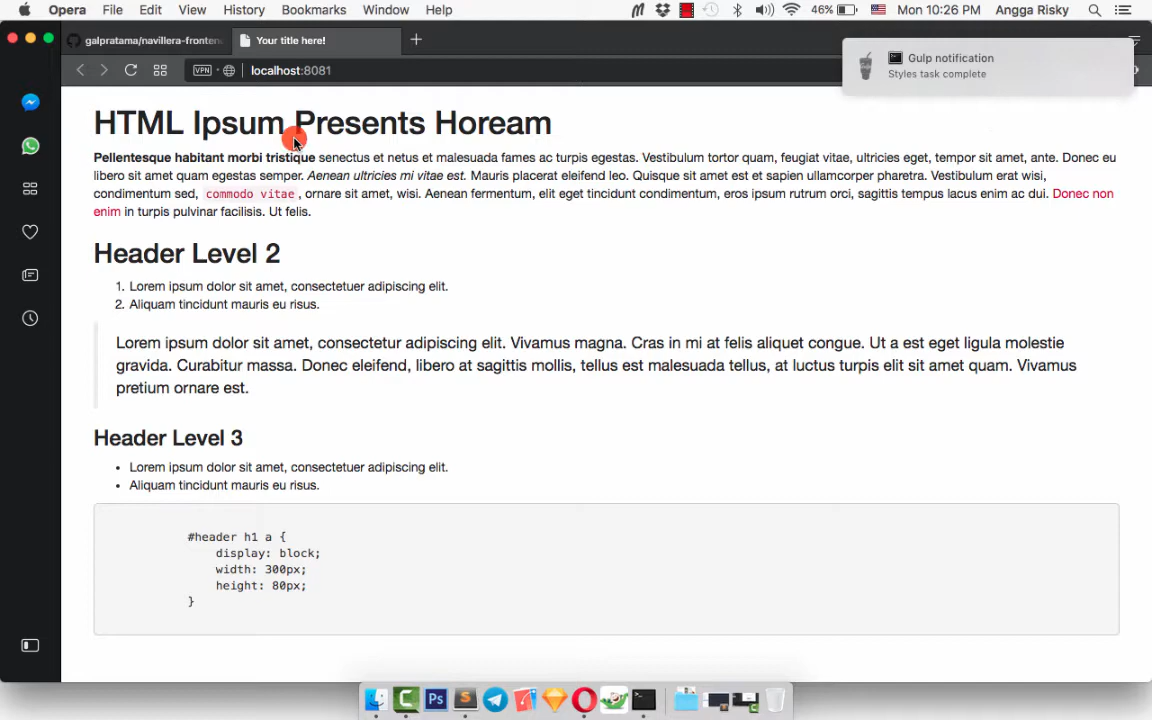 Opera File Edit View History Bookmarks Window Help 46% Mon 10:26 PM Angga Risky
galpratama/navillera-fronten Your title here!
VPN localhost:8081
Gulp notification
Styles task complete
HTML Ipsum Presents Hoream
Pellentesque habitant morbi tristique senectus et netus et malesuada fames ac turpis egestas. Vestibulum tortor quam, feugiat vitae, ultricies eget, tempor sit amet, ante. Donec eu
libero sit amet quam egestas semper. Aenean ultricies mi vitae est. Mauris placerat eleifend leo. Quisque sit amet est et sapien ullamcorper pharetra. Vestibulum erat wisi,
condimentum sed, commodo vitae, ornare sit amet, wisi. Aenean fermentum, elit eget tincidunt condimentum, eros ipsum rutrum orci, sagittis tempus lacus enim ac dui. Donec non
enim in turpis pulvinar facilisis. Ut felis.
Header Level 2
1. Lorem ipsum dolor sit amet, consectetuer adipiscing elit.
2. Aliquam tincidunt mauris eu risus.
Lorem ipsum dolor sit amet, consectetur adipiscing elit. Vivamus magna. Cras in mi at felis aliquet congue. Ut a est eget ligula molestie
gravida. Curabitur massa. Donec eleifend, libero at sagittis mollis, tellus est malesuada tellus, at luctus turpis elit sit amet quam. Vivamus
pretium ornare est.
Header Level 3
• Lorem ipsum dolor sit amet, consectetuer adipiscing elit.
• Aliquam tincidunt mauris eu risus.
#header h1 a {
display: block;
width: 300px;
height: 80px;
}
Ps